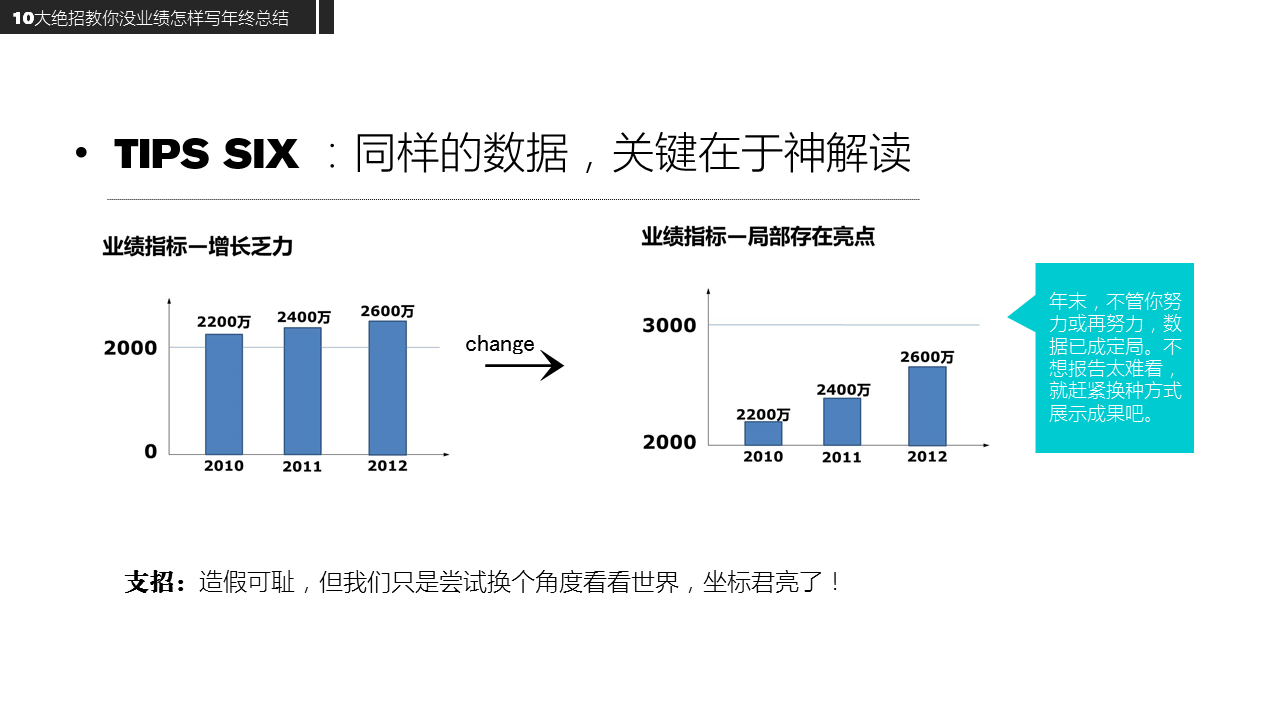 10大绝招教你没业绩怎样写年终总结
• TIPS SIX ：同样的数据，关键在于神解读
业绩指标—增长乏力
2200万
2400万
2600万
2000
0
2010
2011
2012
change
业绩指标—局部存在亮点
3000
2600万
2400万
2200万
2000
2010
2011
2012
年末，不管你努
力或再努力，数
据已成定局。不
想报告太难看，
就赶紧换种方式
展示成果吧。
支招：造假可耻，但我们只是尝试换个角度看看世界，坐标君亮了！